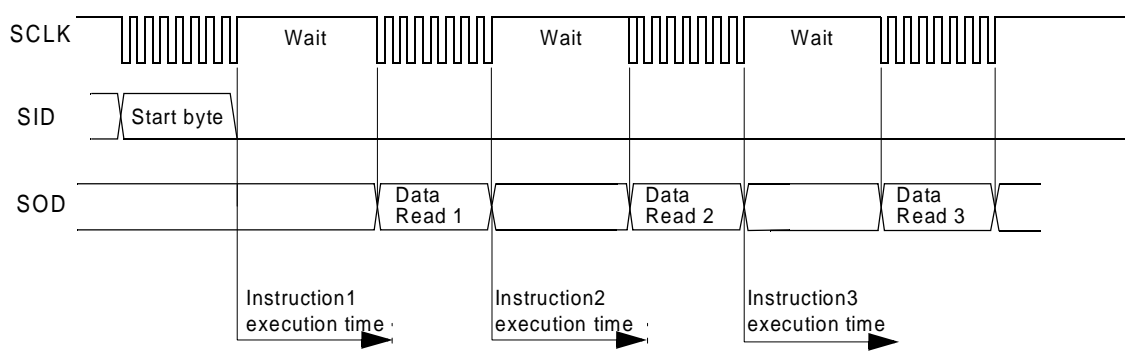 SCLK
Wait
Wait
Wait
SID
Start byte
SOD
Data
Read 1
Data
Read 2
Data
Read 3
Instruction1
execution time
Instruction2
execution time
Instruction3
execution time